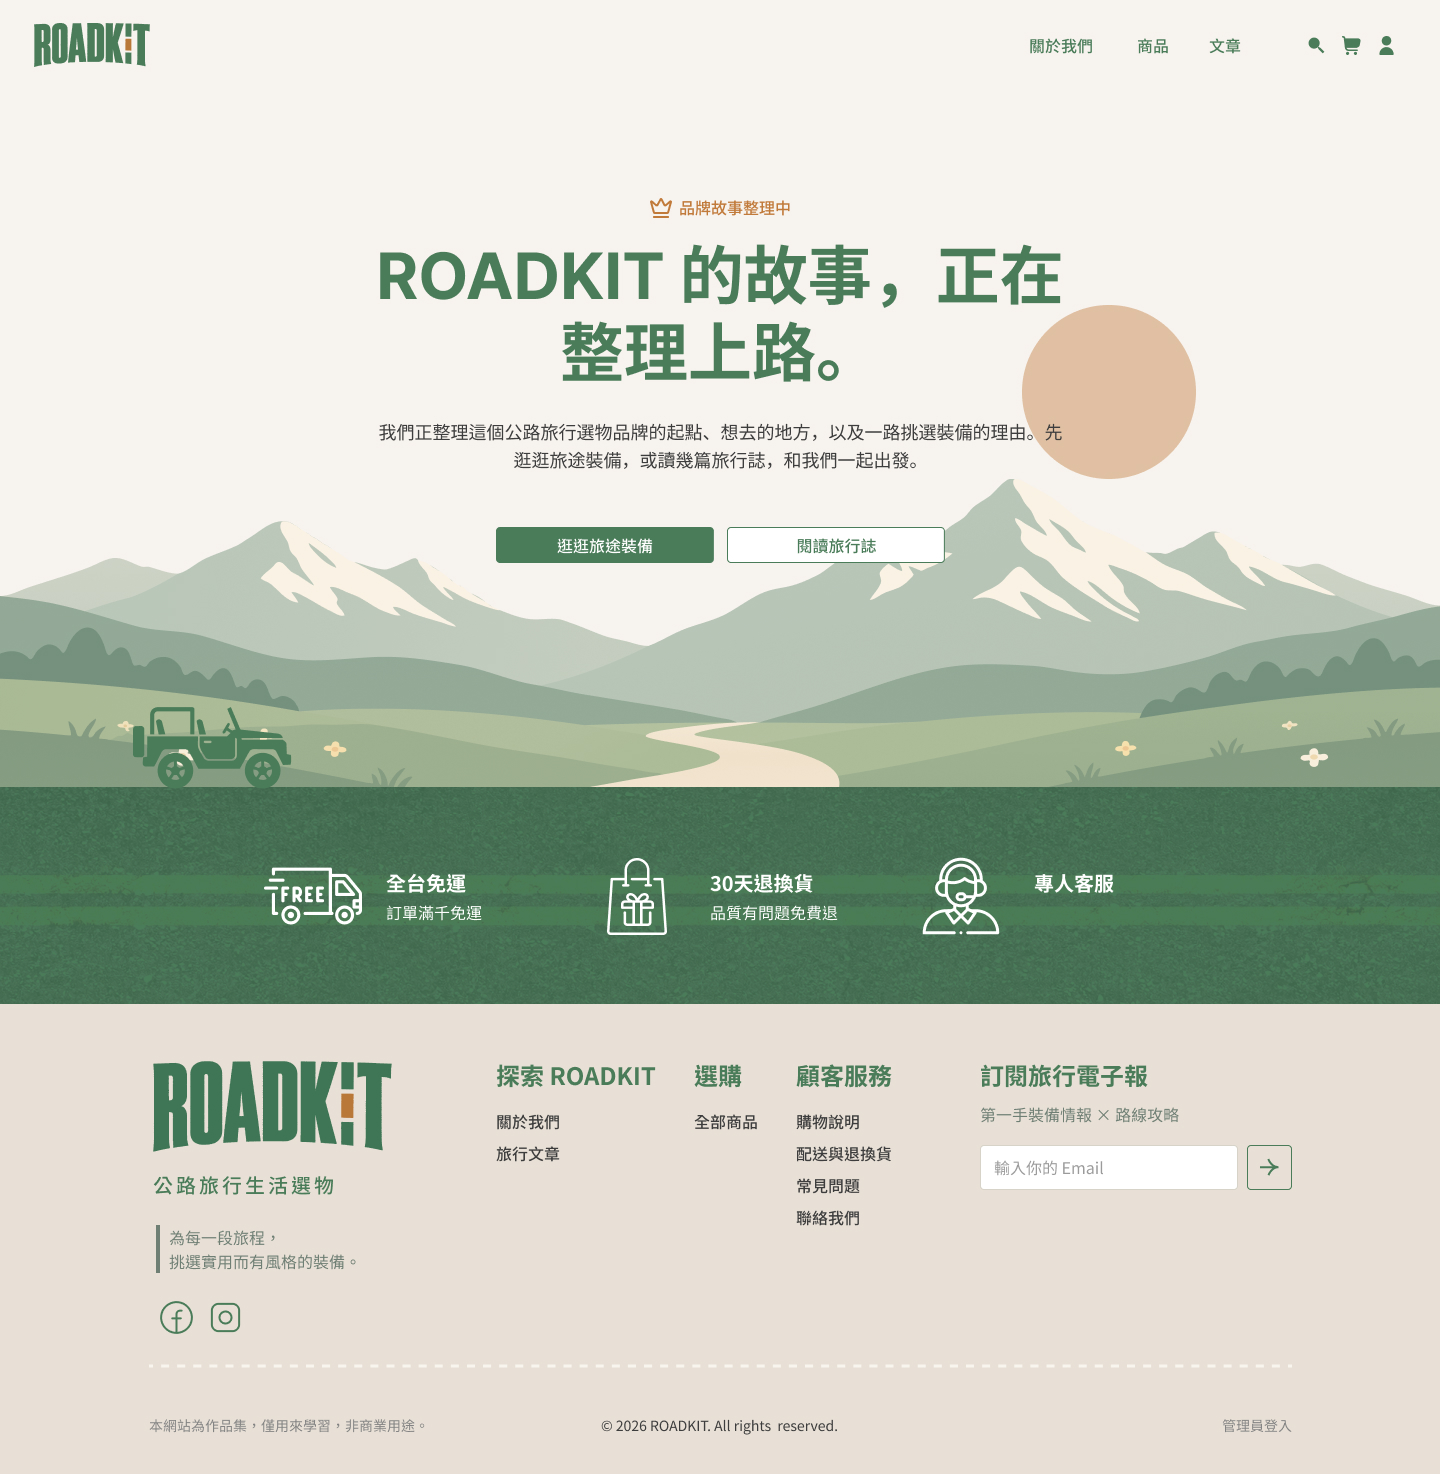 ROADKIT
關於我們
商品
文章
品牌故事整理中
ROADKIT 的故事，正在
整理上路。
我們正整理這個公路旅行選物品牌的起點、想去的地方，以及一路挑選裝備的理由。先
逛逛旅途裝備，或讀幾篇旅行誌，和我們一起出發。
逛逛旅途裝備
閱讀旅行誌
FREE
全台免運
訂單滿千免運
30天退換貨
品質有問題免費退
專人客服
ROADKIT
公路旅行生活選物
為每一段旅程，
挑選實用而有風格的裝備。
探索 ROADKIT
關於我們
旅行文章
選購
全部商品
顧客服務
購物說明
配送與退換貨
常見問題
聯絡我們
訂閱旅行電子報
第一手裝備情報 × 路線攻略
輸入你的 Email
本網站為作品集，僅用來學習，非商業用途。
© 2026 ROADKIT. All rights reserved.
管理員登入